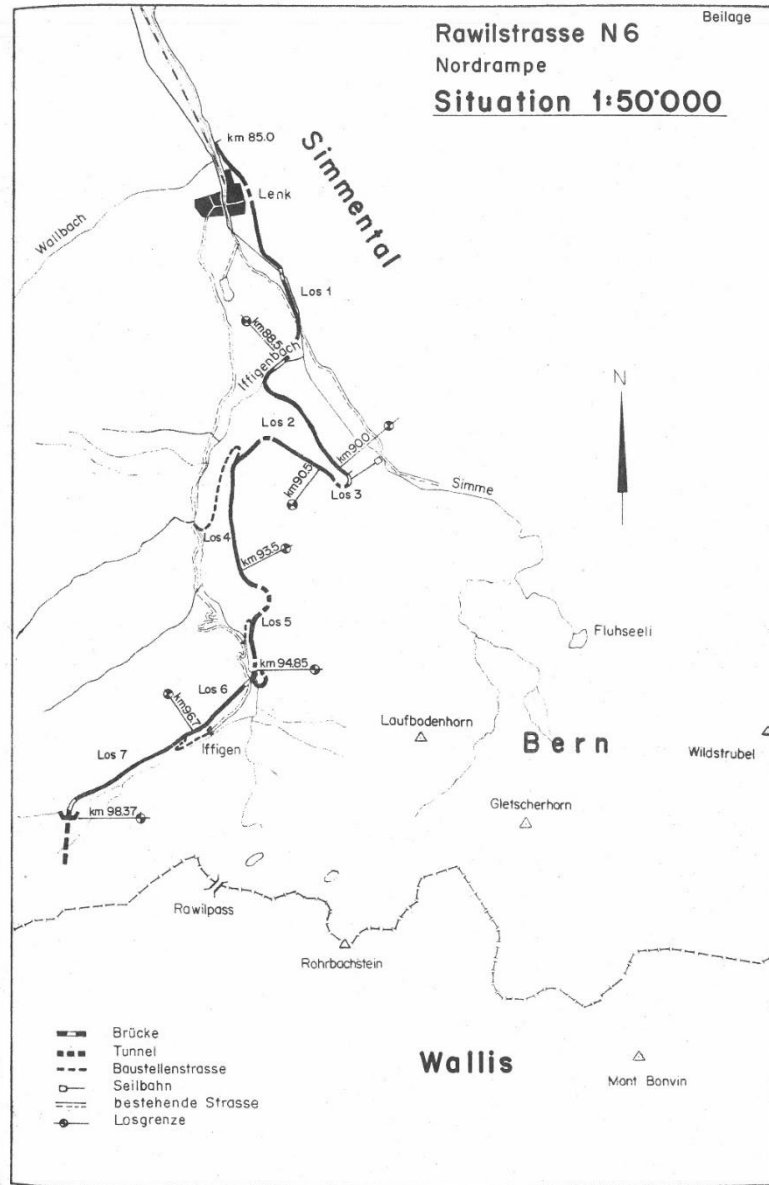 Beilage
Rawilstrasse N6
Nordrampe
Situation 1:50'000
km 85.0
Simmental
Lenk
Wallbach
Los 1
km 88.5
Iffigenbach
N
Los 2
km 90.0
km 90.5
Los 3
Simme
Los 4
km 93.5
Los 5
Fluhseeli
km 94.85
Los 6
km 96.7
Laufbodenhorn
Bern
Iffigen
Wildstrubel
Los 7
Gletscherhorn
km 98.37
Rawilpass
Rohrbachstein
Brücke
Tunnel
Baustellenstrasse
Seilbahn
bestehende Strasse
Losgrenze
Wallis
Mont Bonvin